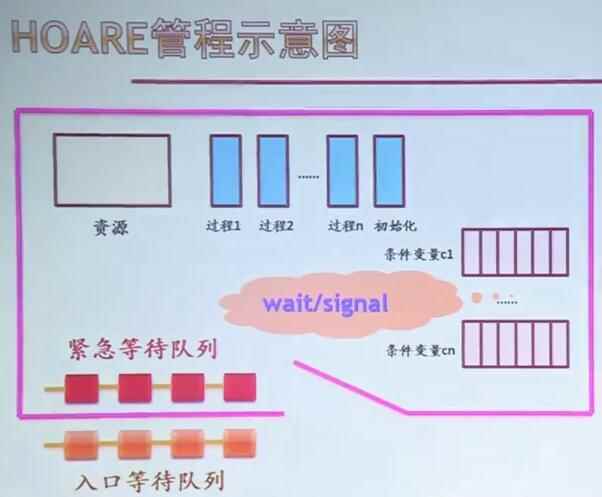 HOARE管程示意图
资源
过程1
过程2
......
过程n
初始化
条件变量c1
wait/signal
......
条件变量cn
紧急等待队列
入口等待队列